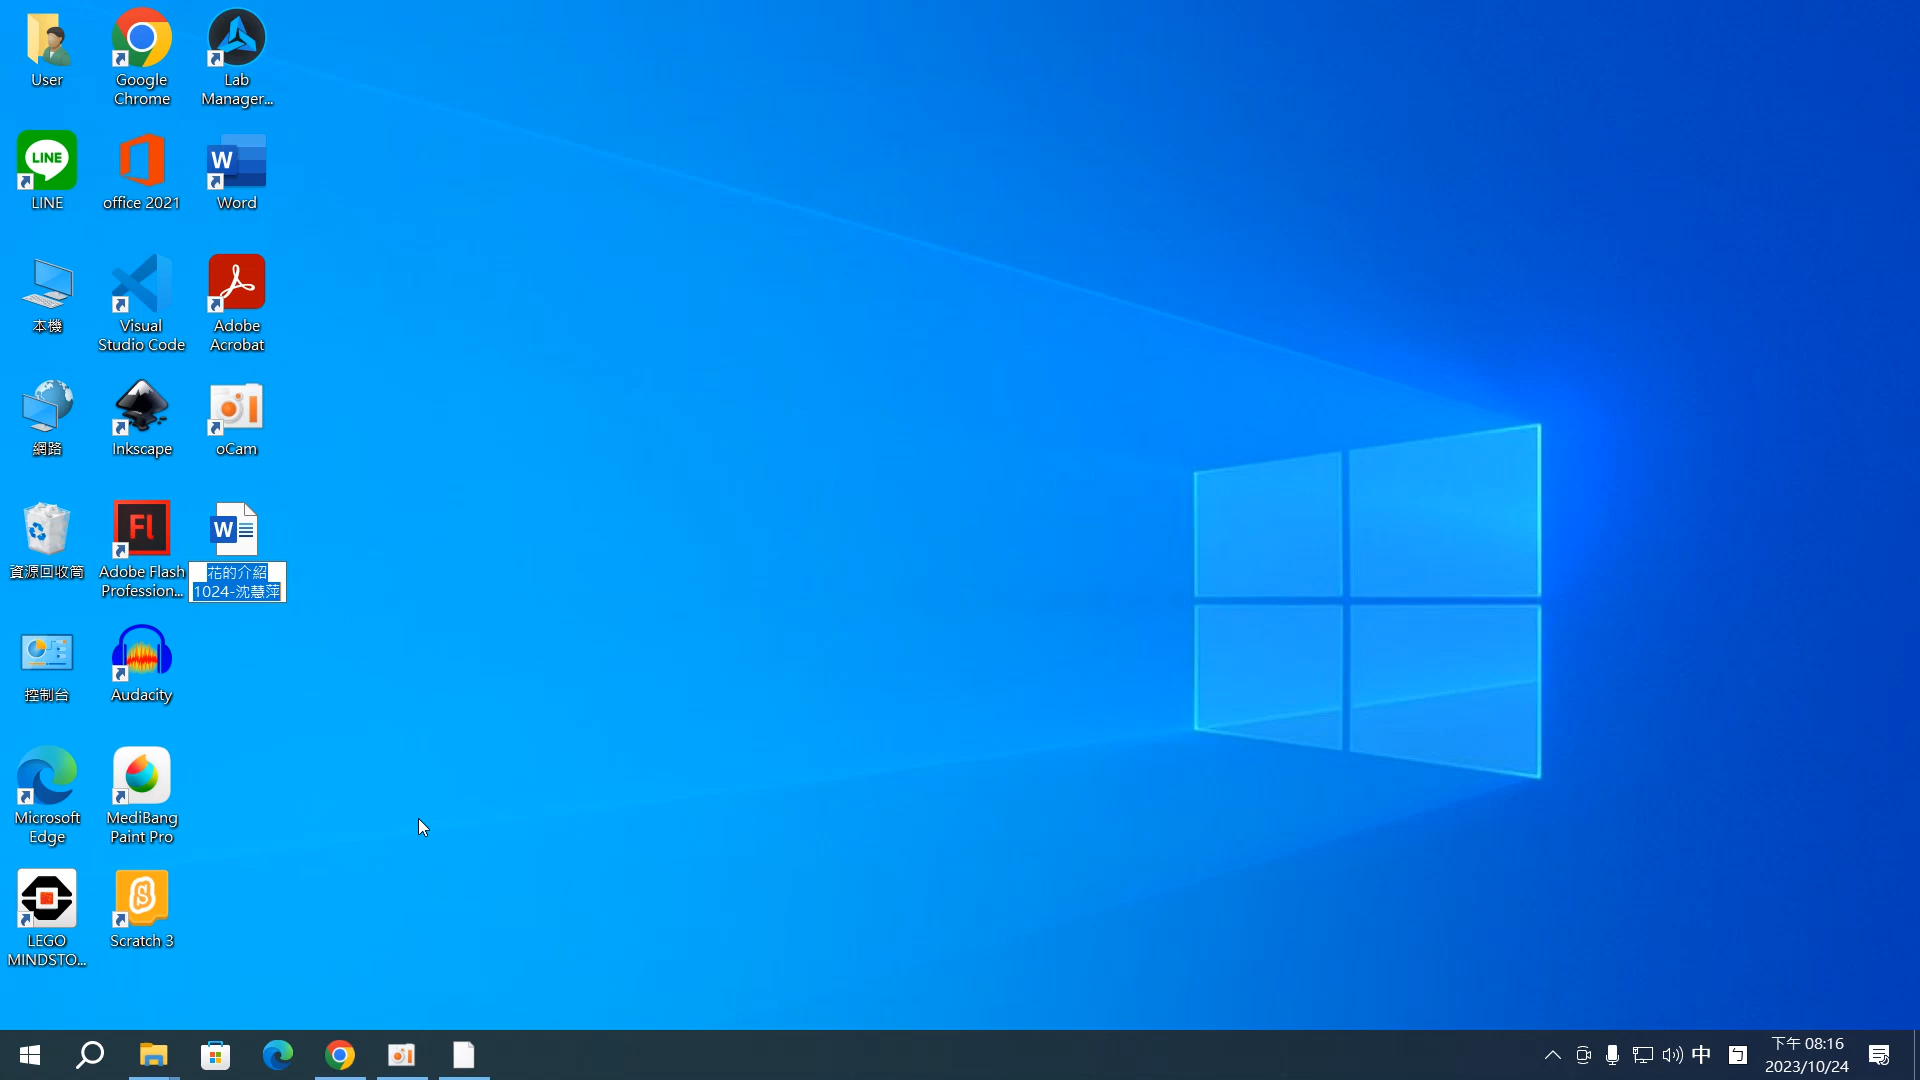 User
Google
Chrome
Lab
Manager...
LINE
LINE
office 2021
W
Word
本機
Visual
Studio Code
Adobe
Acrobat
網路
Inkscape
oCam
資源回收筒
Fl
Adobe Flash
Profession...
W
花的介紹
1024-沈慧萍
控制台
Audacity
Microsoft
Edge
MediBang
Paint Pro
LEGO
MINDSTO...
S
Scratch 3
中
ㄅ
下午 08:16
2023/10/24